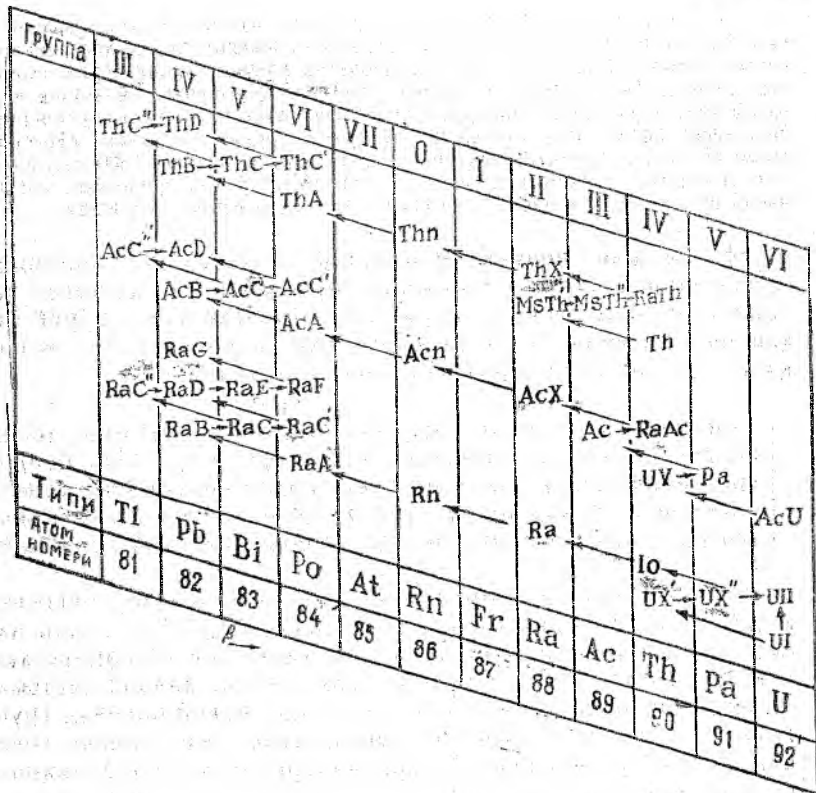 Группа III IV V VI VII 0 I II III IV V VI
ThC" ThD
ThB ThC ThC'
ThA
Thn
ThX
MsTh' MsTh" RaTh
Th
AcC" AcD
AcB AcC AcC'
AcA
Acn
AcX
Ac RaAc
UY Pa
AcU
RaG
RaC" RaD RaE RaF
RaB RaC RaC'
RaA
Rn
Ra
Io
UX' UX" UII
UI
Типи Tl Pb Bi Po At Rn Fr Ra Ac Th Pa U
Атом номери 81 82 83 84 85 86 87 88 89 90 91 92
β